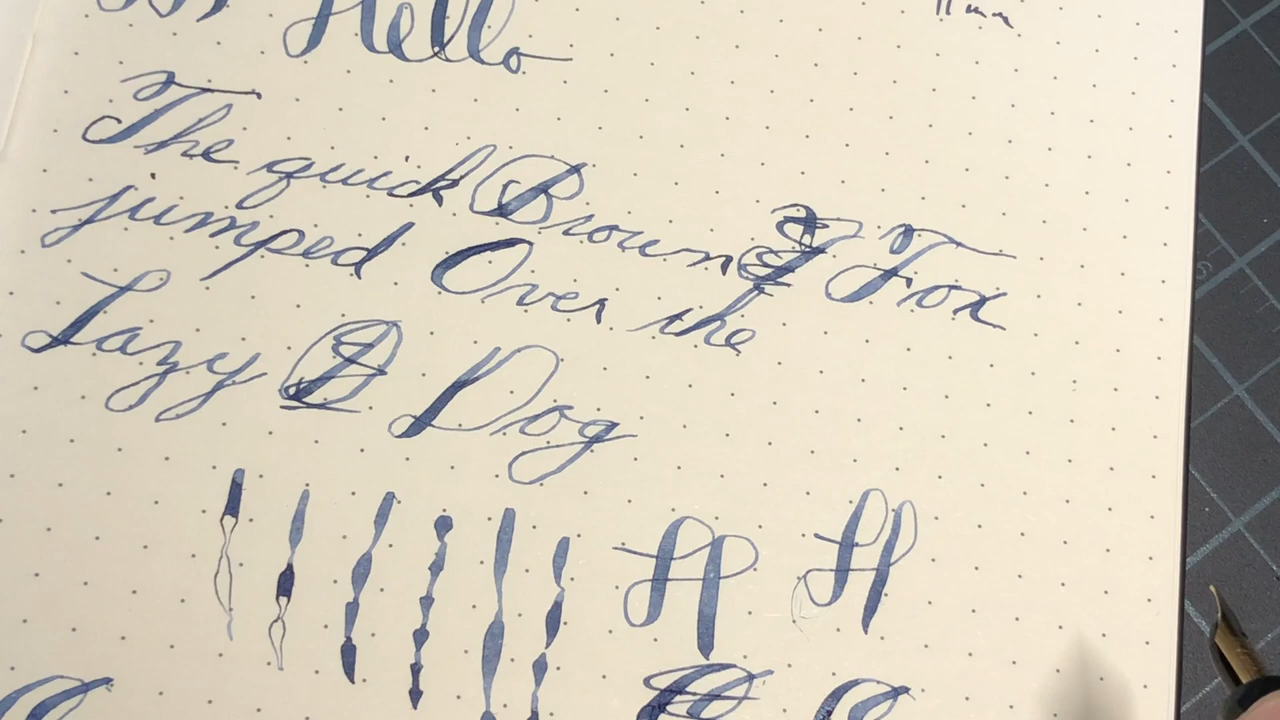 Hello
The quick Brown Fox
jumped Over the
Lazy Dog
H H